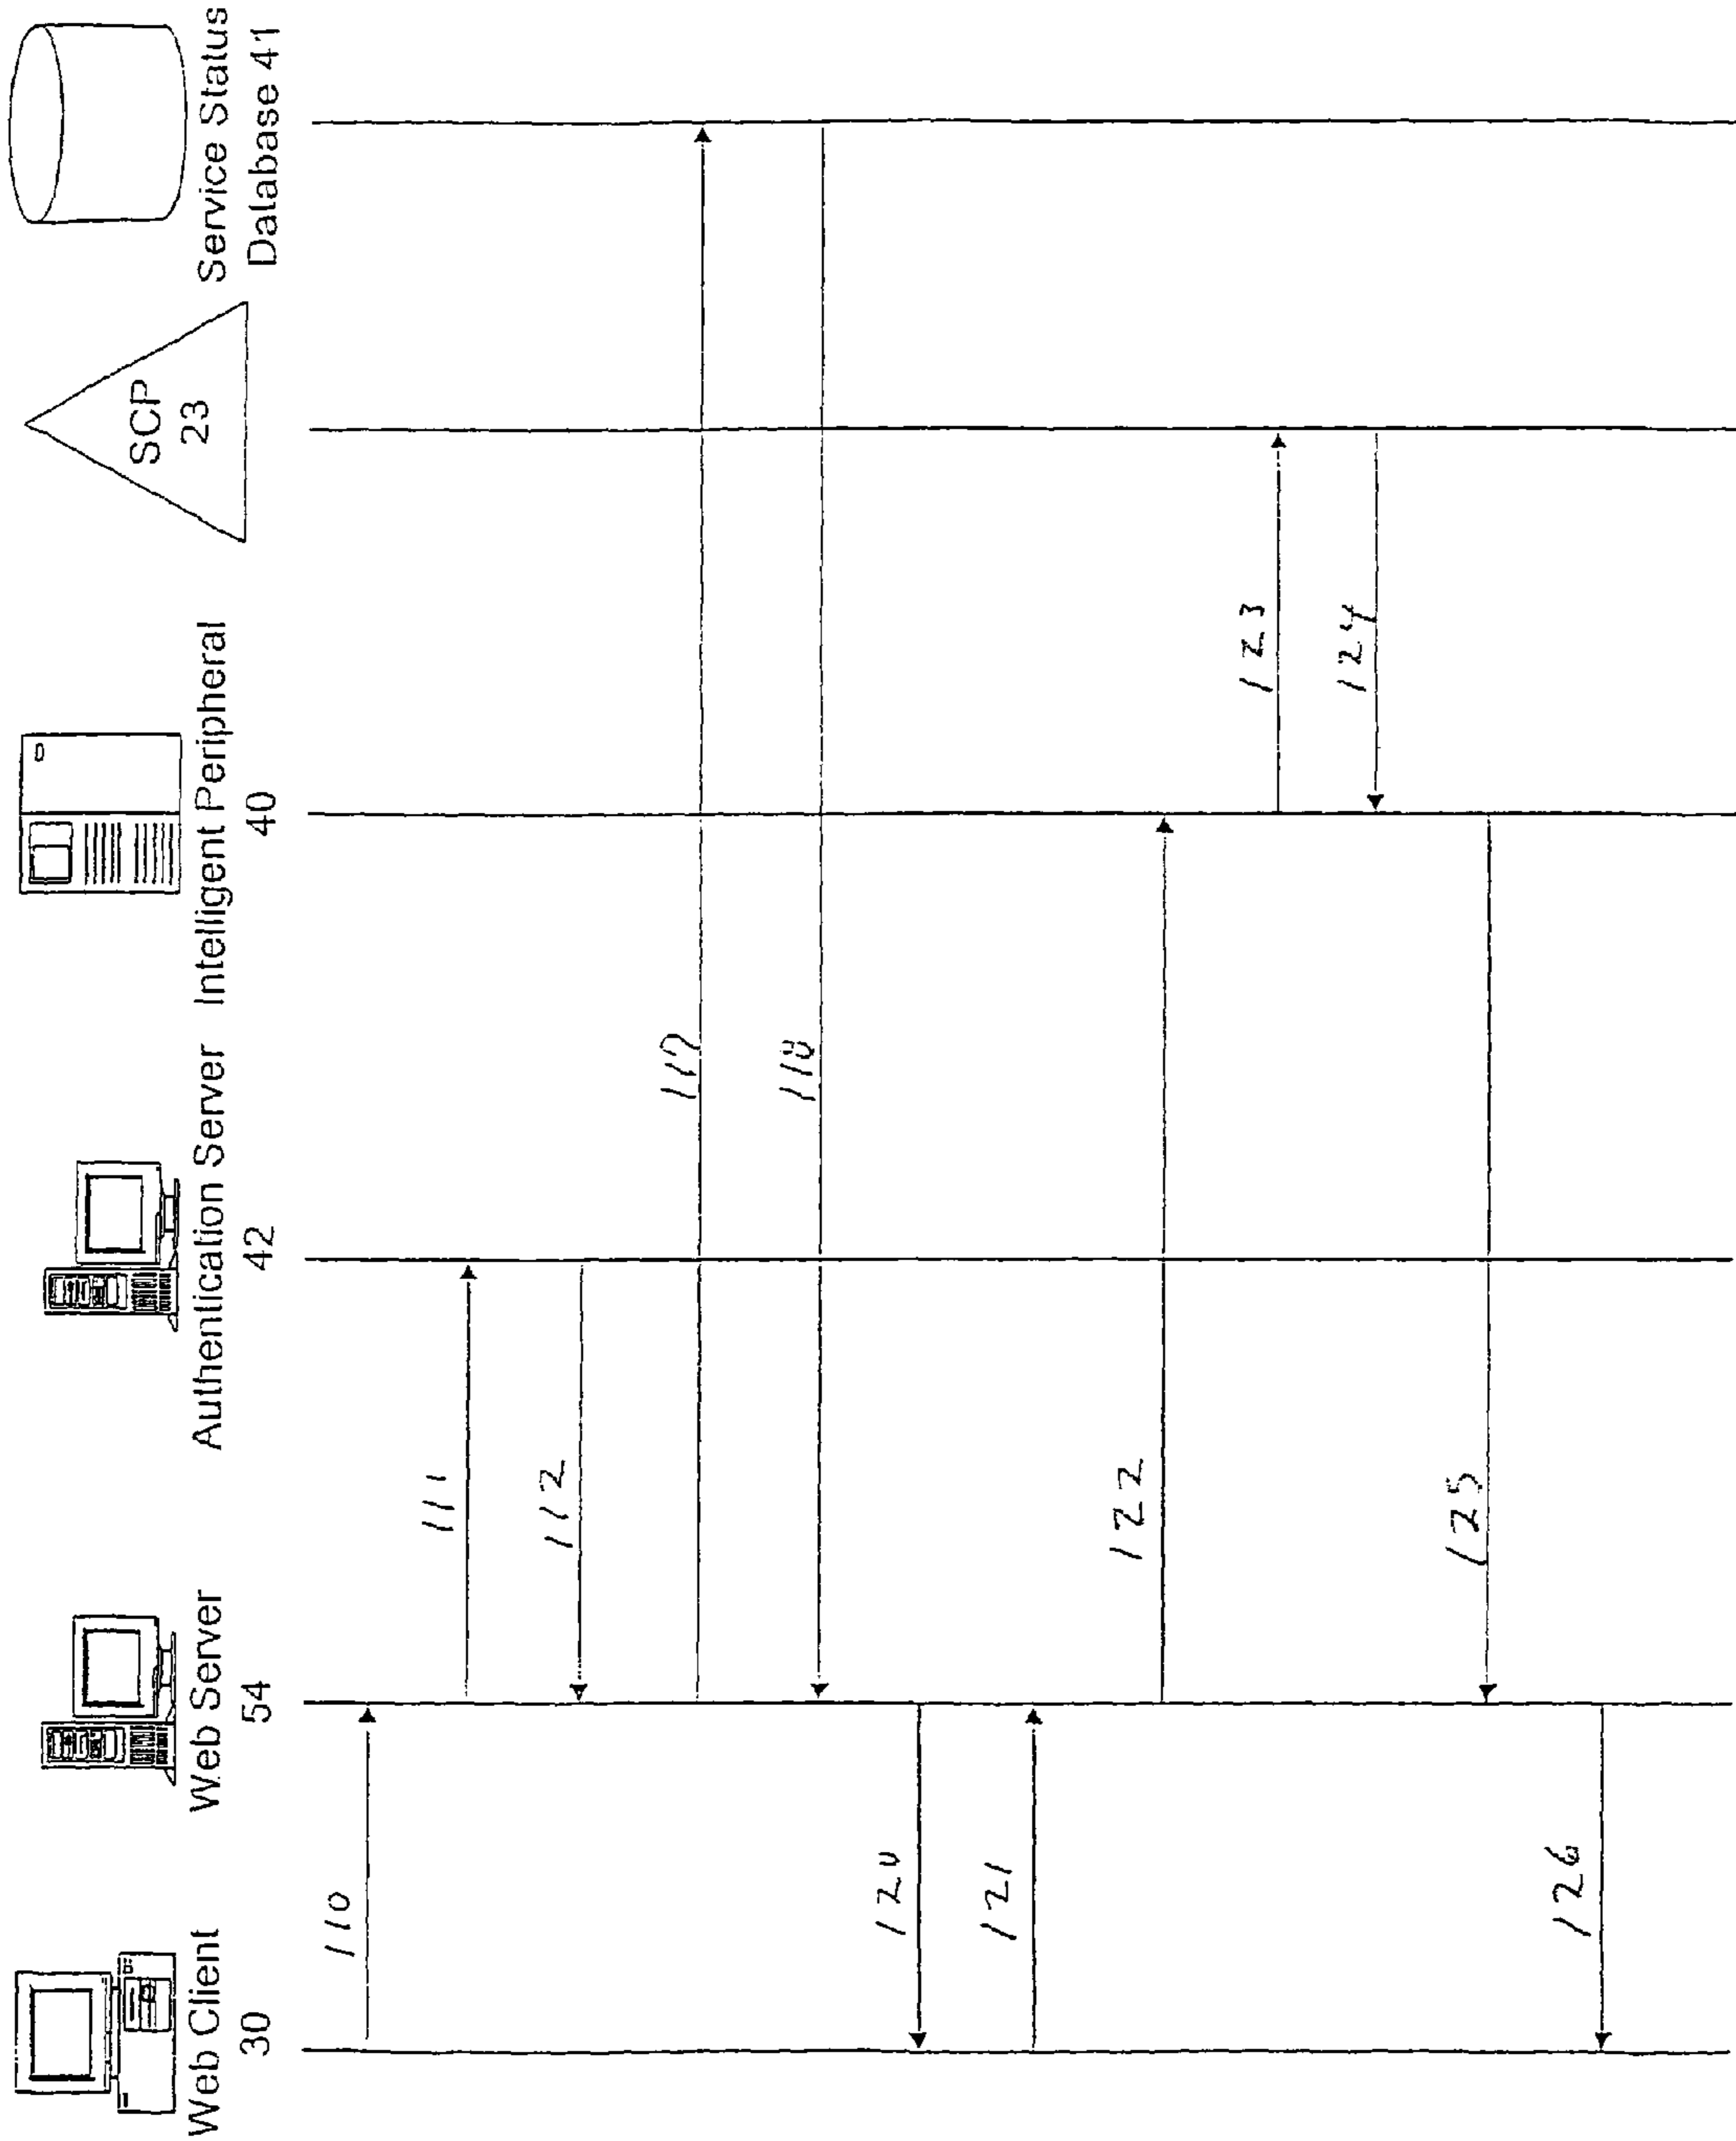 Web Client
30
Web Server
54
Authentication Server
42
Intelligent Peripheral
40
SCP
23
Service Status
Database 41
110
111
112
117
118
120
121
122
123
124
125
126